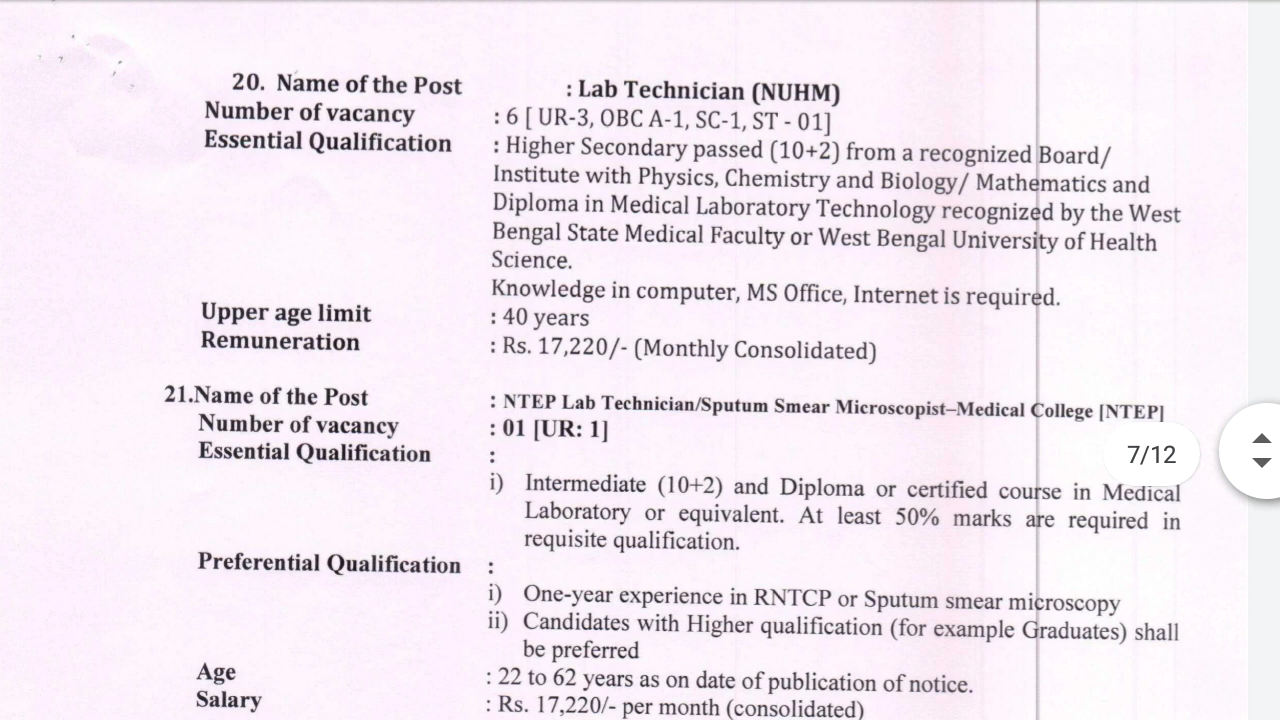 20. Name of the Post : Lab Technician (NUHM)
Number of vacancy : 6 [ UR-3, OBC A-1, SC-1, ST - 01]
Essential Qualification : Higher Secondary passed (10+2) from a recognized Board/
Institute with Physics, Chemistry and Biology/ Mathematics and
Diploma in Medical Laboratory Technology recognized by the West
Bengal State Medical Faculty or West Bengal University of Health
Science.
Knowledge in computer, MS Office, Internet is required.
Upper age limit : 40 years
Remuneration : Rs. 17,220/- (Monthly Consolidated)
21.Name of the Post : NTEP Lab Technician/Sputum Smear Microscopist–Medical College [NTEP]
Number of vacancy : 01 [UR: 1]
Essential Qualification :
7/12
i) Intermediate (10+2) and Diploma or certified course in Medical
Laboratory or equivalent. At least 50% marks are required in
requisite qualification.
Preferential Qualification :
i) One-year experience in RNTCP or Sputum smear microscopy
ii) Candidates with Higher qualification (for example Graduates) shall
be preferred
Age : 22 to 62 years as on date of publication of notice.
Salary : Rs. 17,220/- per month (consolidated)